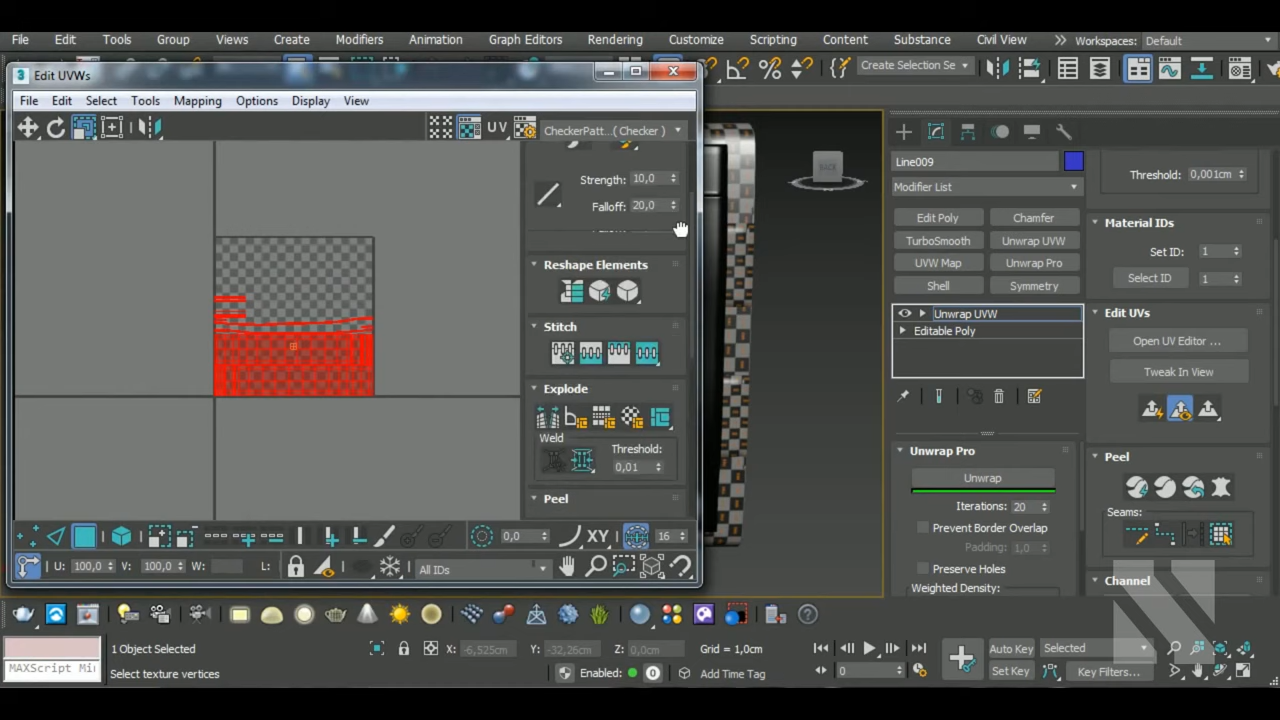 File Edit Tools Group Views Create Modifiers Animation Graph Editors Rendering Customize Scripting Content Substance Civil View Workspaces: Default
Create Selection Se
3 Edit UVWs
File Edit Select Tools Mapping Options Display View
UV CheckerPatt...( Checker )
Strength: 10,0
Falloff: 20,0
Reshape Elements
Stitch
Explode
Weld
Threshold:
0,01
Peel
0,0 XY 16
U: 100,0 V: 100,0 W: L: All IDs
Line009
Modifier List
Edit Poly Chamfer
TurboSmooth Unwrap UVW
UVW Map Unwrap Pro
Shell Symmetry
Unwrap UVW
Editable Poly
Unwrap Pro
Unwrap
Iterations: 20
Prevent Border Overlap
Padding: 1,0
Preserve Holes
Weighted Density:
Threshold: 0,001cm
Material IDs
Set ID: 1
Select ID 1
Edit UVs
Open UV Editor ...
Tweak In View
Peel
Seams:
Channel
MAXScript Mi
1 Object Selected
Select texture vertices
X: -6,525cm Y: -32,26cm Z: 0,0cm Grid = 1,0cm
Enabled: 0 Add Time Tag
0
Auto Key Selected
Set Key Key Filters...